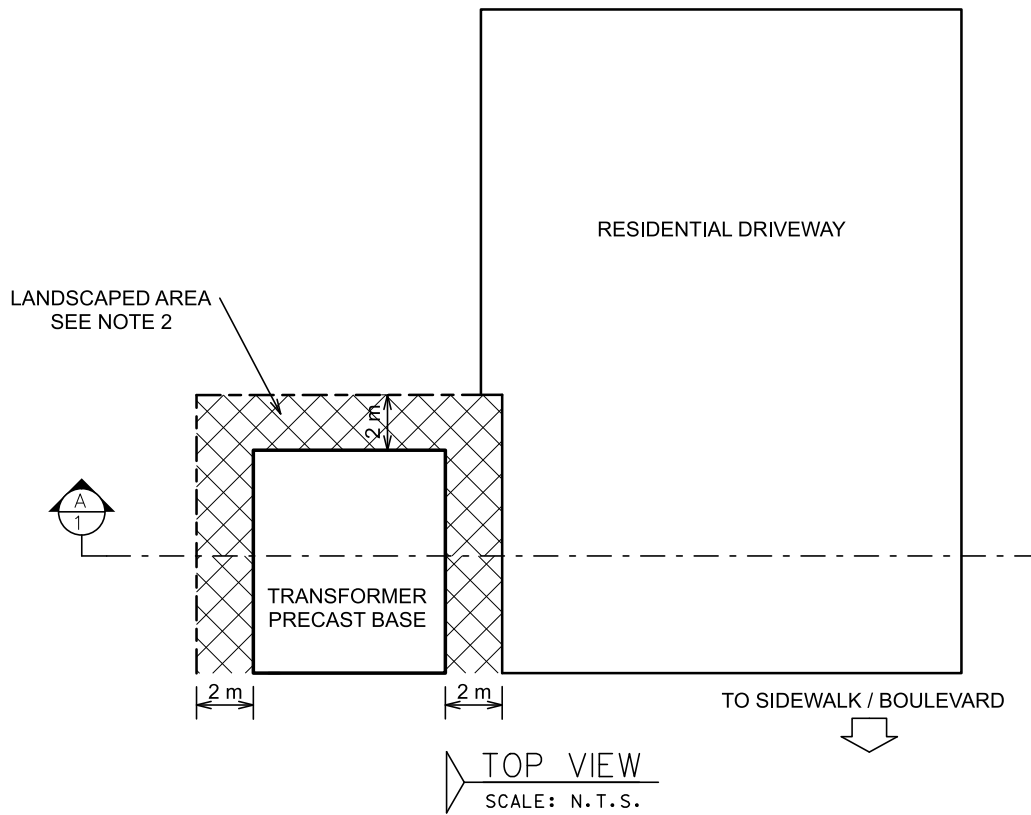 RESIDENTIAL DRIVEWAY
LANDSCAPED AREA
SEE NOTE 2
2 m
A
1
TRANSFORMER
PRECAST BASE
2 m
2 m
TO SIDEWALK / BOULEVARD
TOP VIEW
SCALE: N.T.S.